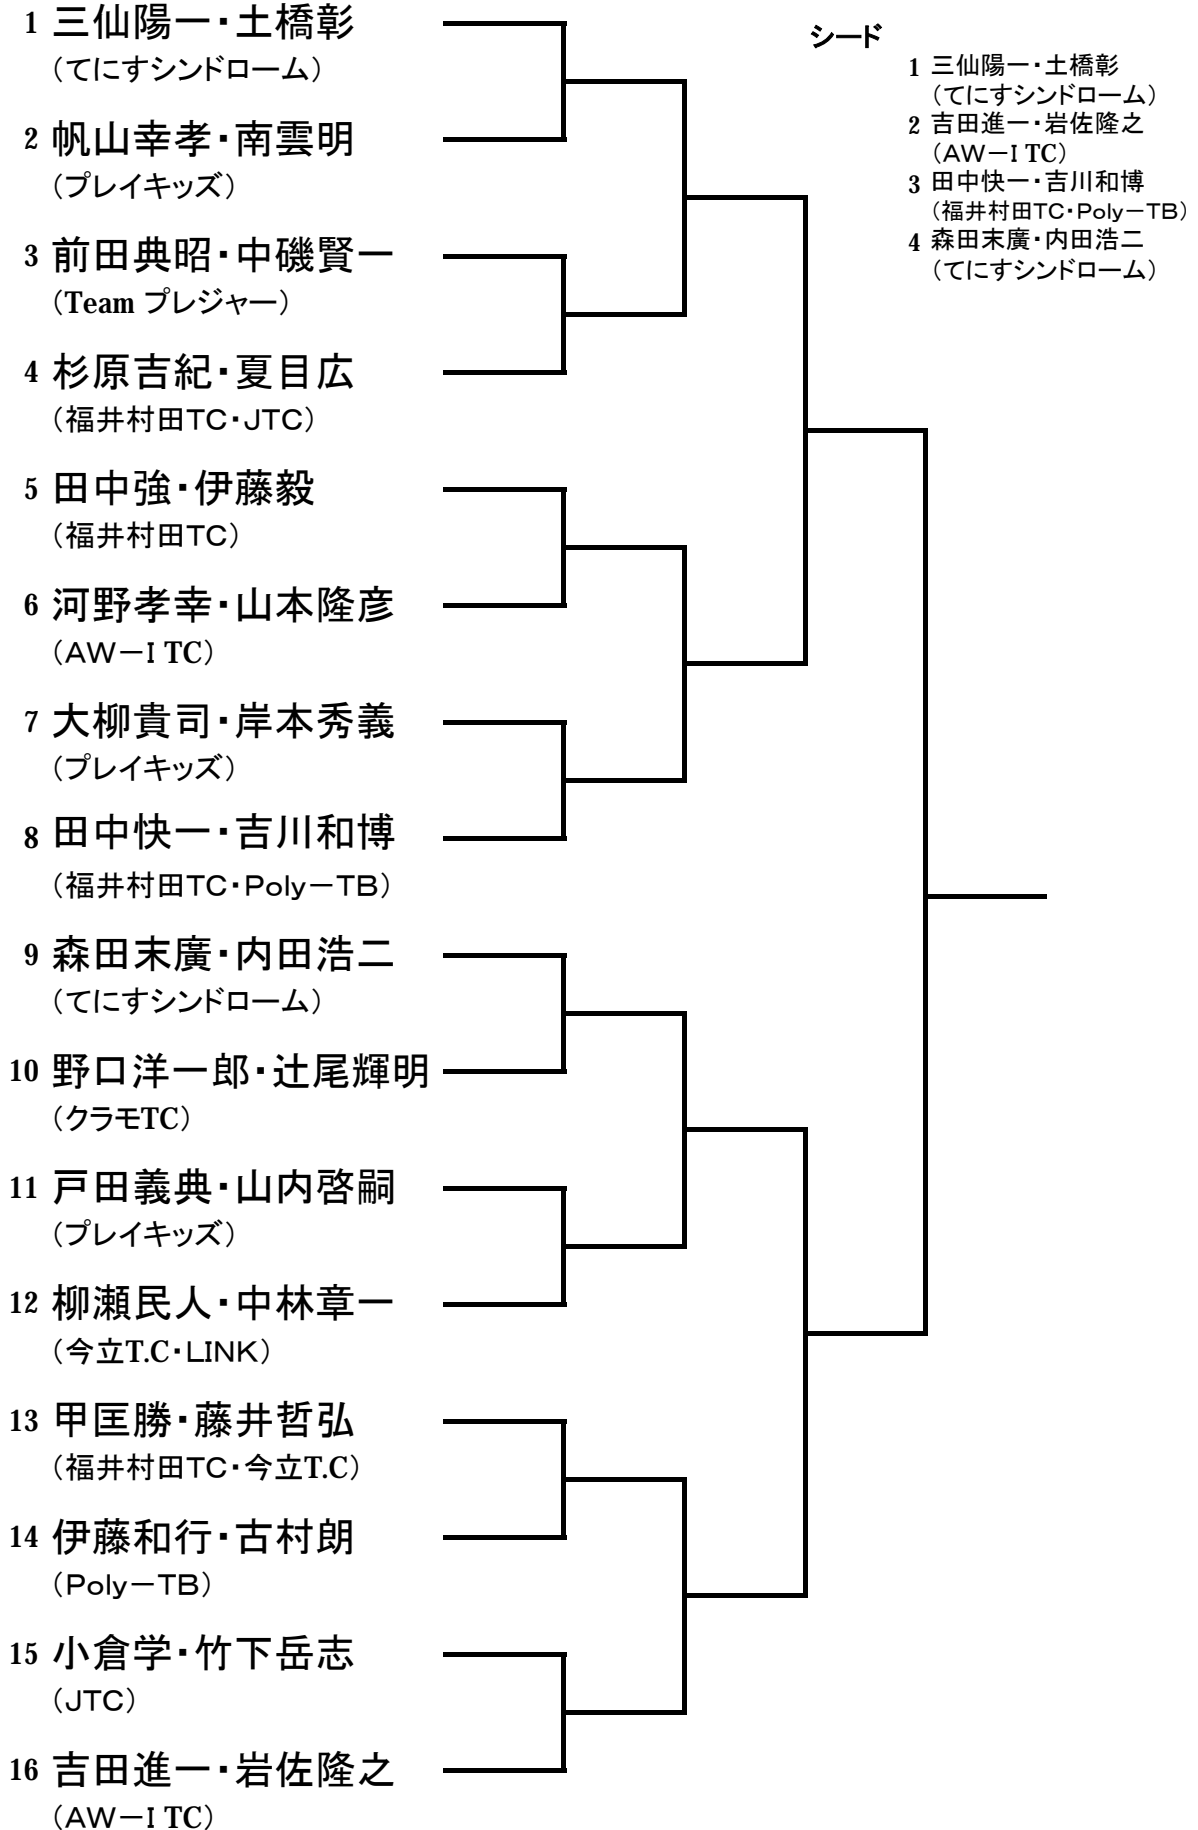 1 三仙陽一・土橋彰
（てにすシンドローム）
2 帆山幸孝・南雲明
（プレイキッズ）
3 前田典昭・中磯賢一
（Team プレジャー）
4 杉原吉紀・夏目広
（福井村田TC・JTC）
5 田中強・伊藤毅
（福井村田TC）
6 河野孝幸・山本隆彦
（AW－I TC）
7 大柳貴司・岸本秀義
（プレイキッズ）
8 田中快一・吉川和博
（福井村田TC・Poly－TB）
9 森田末廣・内田浩二
（てにすシンドローム）
10 野口洋一郎・辻尾輝明
（クラモTC）
11 戸田義典・山内啓嗣
（プレイキッズ）
12 柳瀬民人・中林章一
（今立T.C・LINK）
13 甲匡勝・藤井哲弘
（福井村田TC・今立T.C）
14 伊藤和行・古村朗
（Poly－TB）
15 小倉学・竹下岳志
（JTC）
16 吉田進一・岩佐隆之
（AW－I TC）
シード
1 三仙陽一・土橋彰
（てにすシンドローム）
2 吉田進一・岩佐隆之
（AW－I TC）
3 田中快一・吉川和博
（福井村田TC・Poly－TB）
4 森田末廣・内田浩二
（てにすシンドローム）